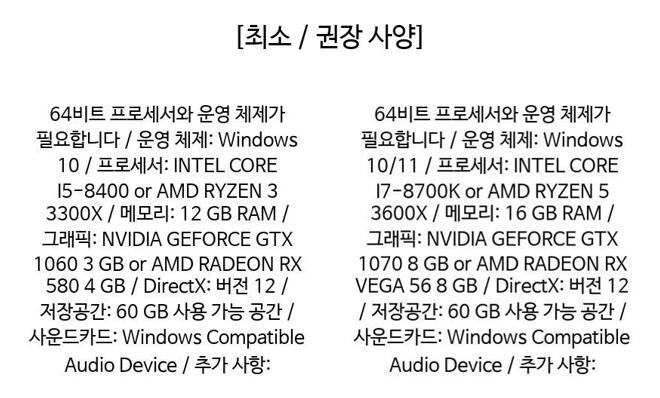 [최소 / 권장 사양]
64비트 프로세서와 운영 체제가
필요합니다 / 운영 체제: Windows
10 / 프로세서: INTEL CORE
I5-8400 or AMD RYZEN 3
3300X / 메모리: 12 GB RAM /
그래픽: NVIDIA GEFORCE GTX
1060 3 GB or AMD RADEON RX
580 4 GB / DirectX: 버전 12 /
저장공간: 60 GB 사용 가능 공간 /
사운드카드: Windows Compatible
Audio Device / 추가 사항:
64비트 프로세서와 운영 체제가
필요합니다 / 운영 체제: Windows
10/11 / 프로세서: INTEL CORE
I7-8700K or AMD RYZEN 5
3600X / 메모리: 16 GB RAM /
그래픽: NVIDIA GEFORCE GTX
1070 8 GB or AMD RADEON RX
VEGA 56 8 GB / DirectX: 버전 12
/ 저장공간: 60 GB 사용 가능 공간 /
사운드카드: Windows Compatible
Audio Device / 추가 사항: